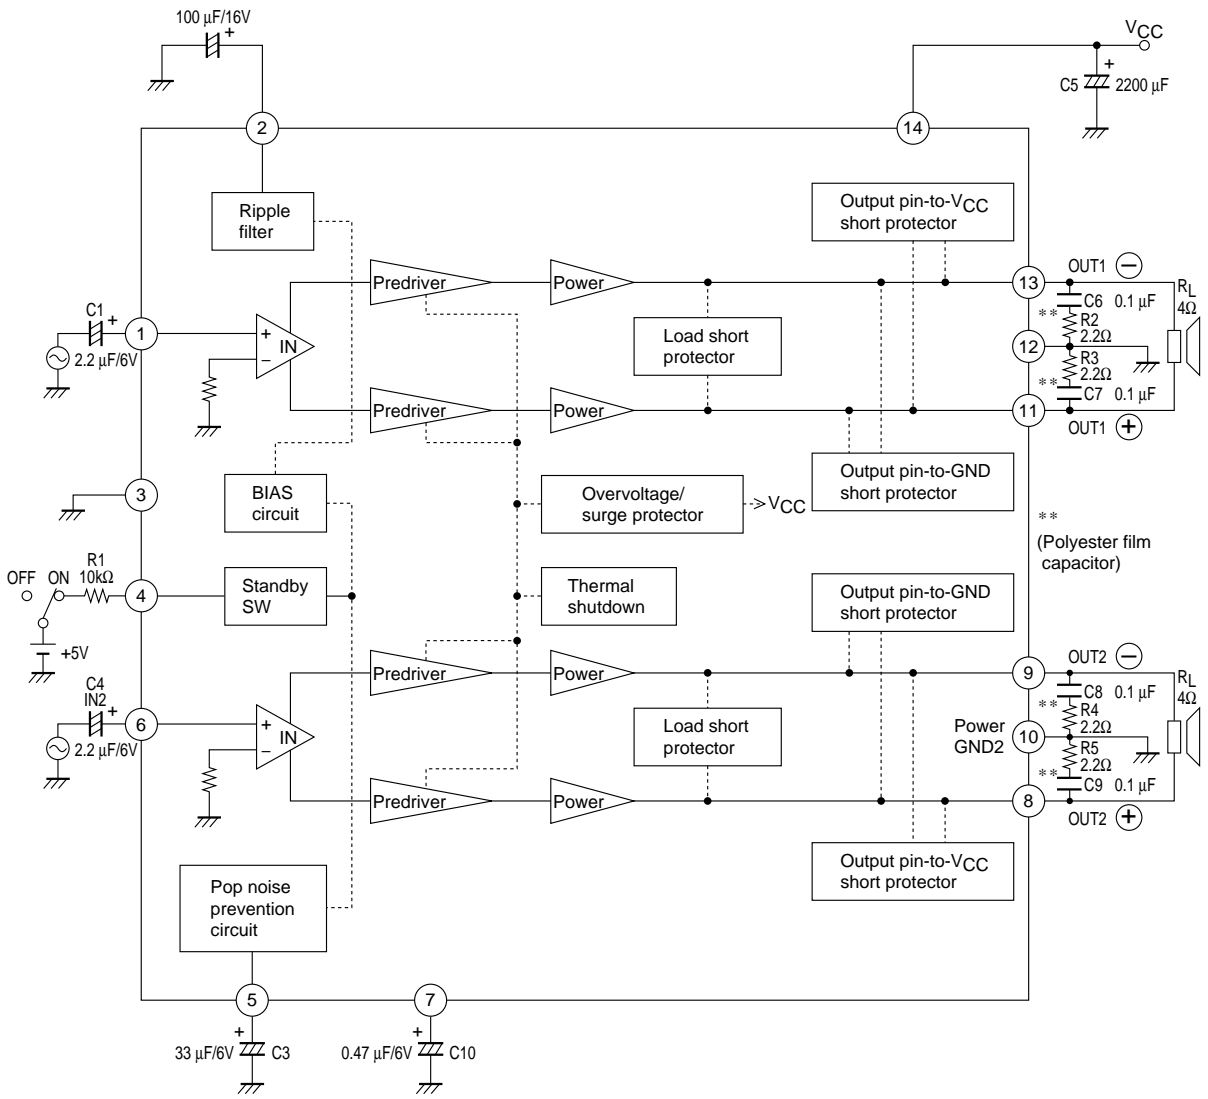 100 µF/16V
+
VCC
+
C5
2200 µF
2
14
Ripple
filter
Output pin-to-VCC
short protector
Predriver
Power
13
OUT1 −
RL
4Ω
C6 0.1 µF
**
R2
2.2Ω
C1
+
1
2.2 µF/6V
+
−
IN
Load short
protector
12
R3
2.2Ω
**
C7 0.1 µF
Predriver
Power
11
OUT1 +
3
BIAS
circuit
Overvoltage/
surge protector
VCC
Output pin-to-GND
short protector
**
(Polyester film
capacitor)
OFF
ON
R1
10kΩ
4
Standby
SW
Thermal
shutdown
Output pin-to-GND
short protector
+5V
Predriver
Power
9
OUT2 −
RL
4Ω
C4
IN2
+
6
2.2 µF/6V
+
−
IN
Load short
protector
Power
GND2
10
C8 0.1 µF
**
R4
2.2Ω
R5
2.2Ω
**
C9 0.1 µF
Predriver
Power
8
OUT2 +
Pop noise
prevention
circuit
Output pin-to-VCC
short protector
5
7
+
33 µF/6V
C3
+
0.47 µF/6V
C10